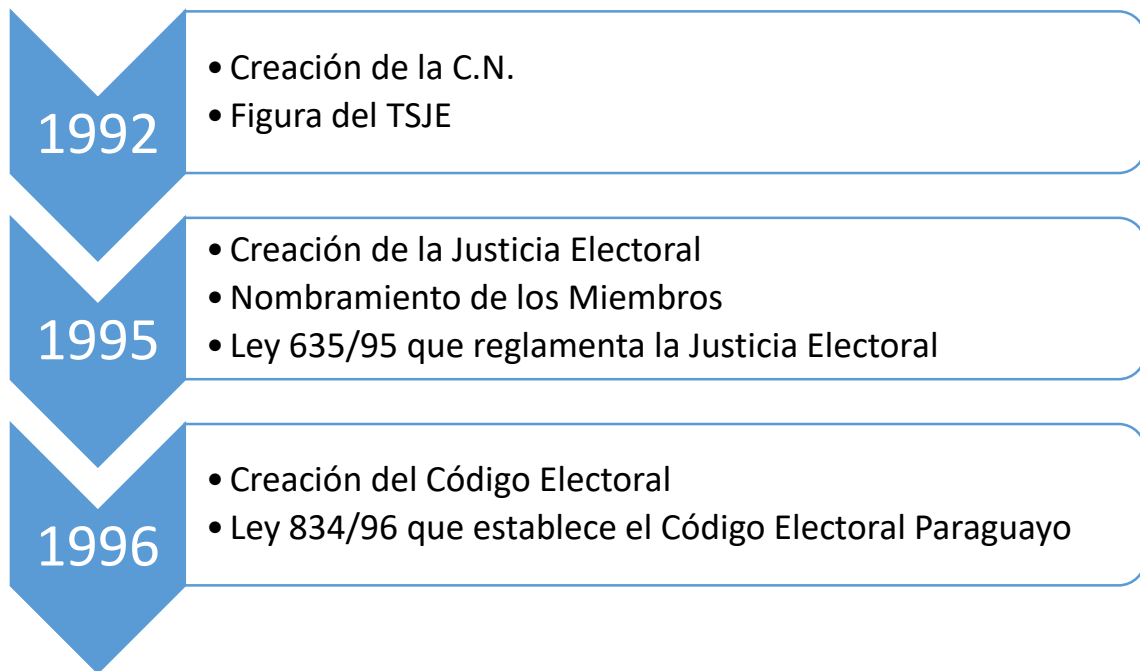 1992
• Creación de la C.N.
• Figura del TSJE
1995
• Creación de la Justicia Electoral
• Nombramiento de los Miembros
• Ley 635/95 que reglamenta la Justicia Electoral
1996
• Creación del Código Electoral
• Ley 834/96 que establece el Código Electoral Paraguayo